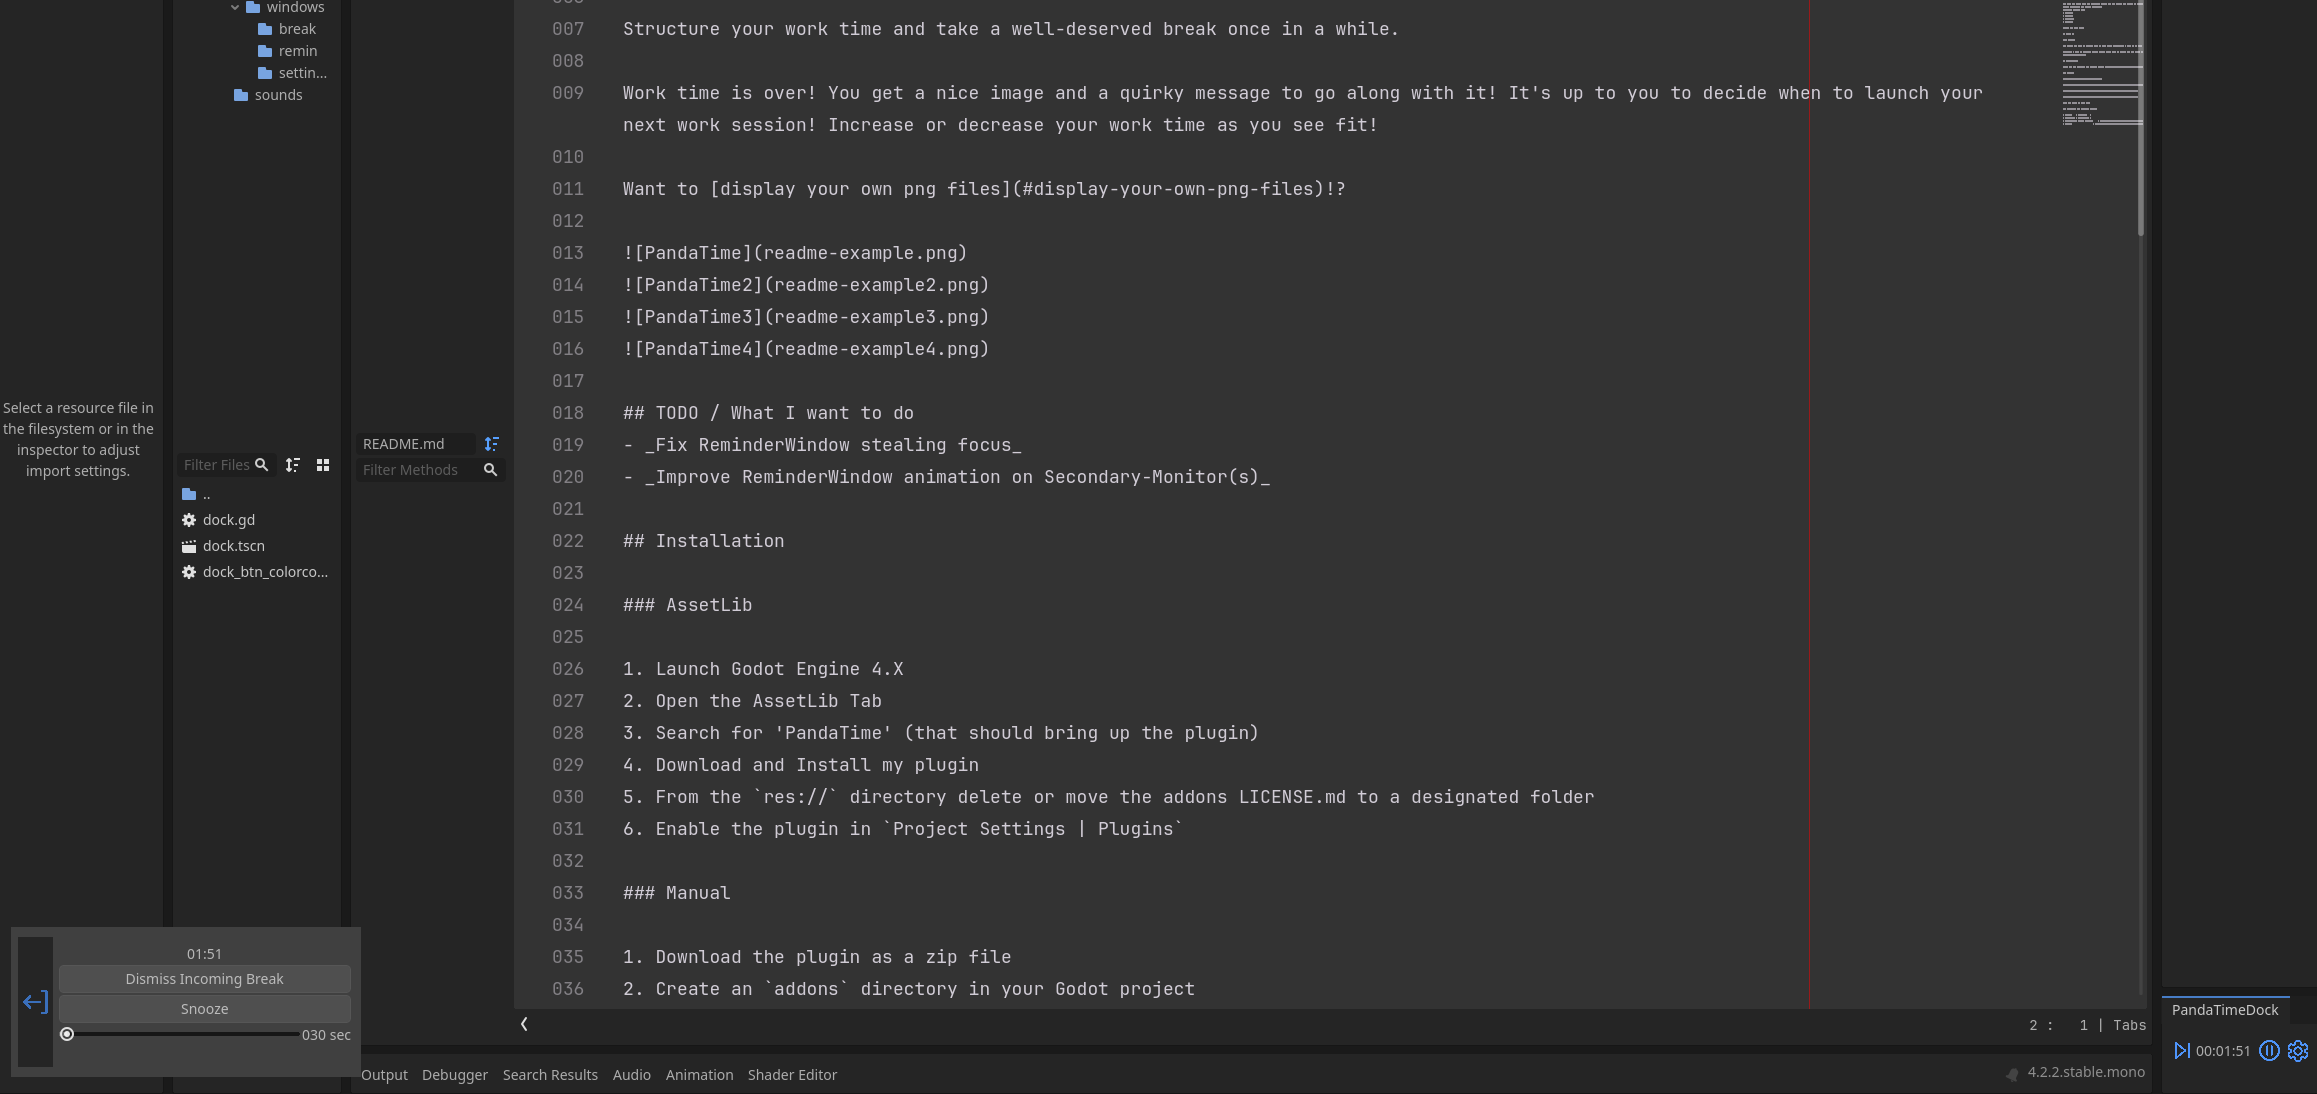 windows
break
remin
settin...
sounds
Select a resource file in
the filesystem or in the
inspector to adjust
import settings.
Filter Files
..
dock.gd
dock.tscn
dock_btn_colorco...
README.md
Filter Methods
007 Structure your work time and take a well-deserved break once in a while.
008
009 Work time is over! You get a nice image and a quirky message to go along with it! It's up to you to decide when to launch your
next work session! Increase or decrease your work time as you see fit!
010
011 Want to [display your own png files](#display-your-own-png-files)!?
012
013 ![PandaTime](readme-example.png)
014 ![PandaTime2](readme-example2.png)
015 ![PandaTime3](readme-example3.png)
016 ![PandaTime4](readme-example4.png)
017
018 ## TODO / What I want to do
019 - _Fix ReminderWindow stealing focus_
020 - _Improve ReminderWindow animation on Secondary-Monitor(s)_
021
022 ## Installation
023
024 ### AssetLib
025
026 1. Launch Godot Engine 4.X
027 2. Open the AssetLib Tab
028 3. Search for 'PandaTime' (that should bring up the plugin)
029 4. Download and Install my plugin
030 5. From the `res://` directory delete or move the addons LICENSE.md to a designated folder
031 6. Enable the plugin in `Project Settings | Plugins`
032
033 ### Manual
034
035 1. Download the plugin as a zip file
036 2. Create an `addons` directory in your Godot project
2 : 1 | Tabs
01:51
Dismiss Incoming Break
Snooze
030 sec
Output Debugger Search Results Audio Animation Shader Editor
4.2.2.stable.mono
PandaTimeDock
00:01:51